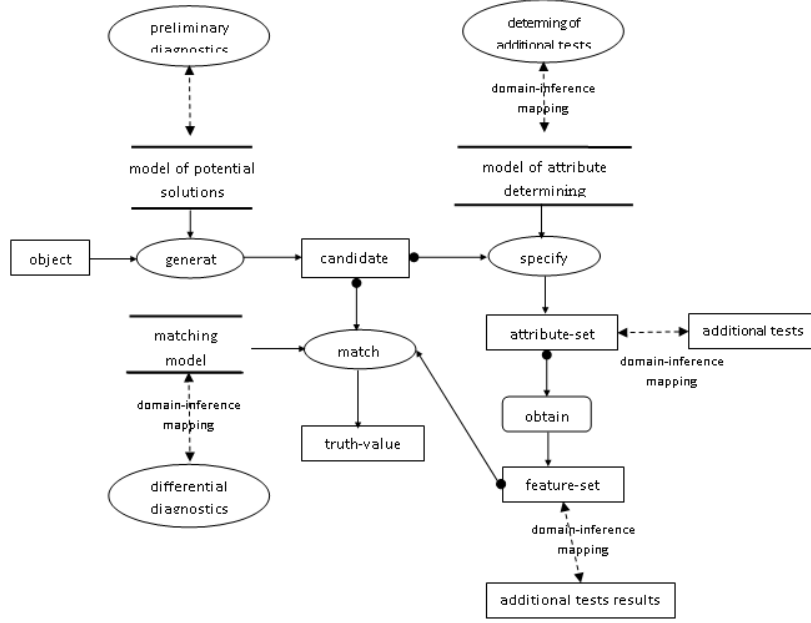 preliminary
diagnostics
determing of
additional tests
domain-inference
mapping
model of potential
solutions
model of attribute
determining
object
generat
candidate
specify
matching
model
match
attribute-set
additional tests
domain-inference
mapping
domain-inference
mapping
obtain
truth-value
differential
diagnostics
feature-set
domain-inference
mapping
additional tests results